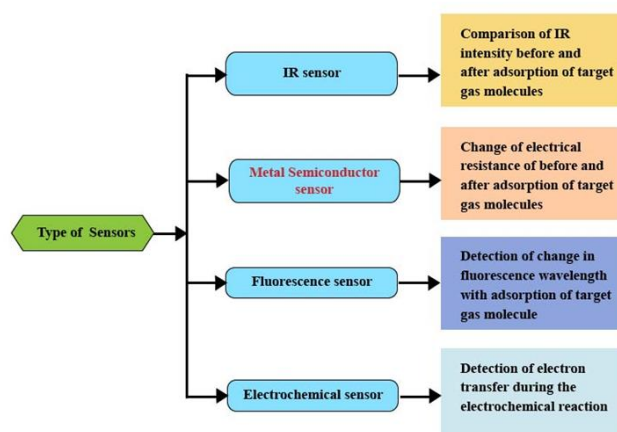 Type of Sensors
IR sensor
Comparison of IR
intensity before and
after adsorption of target
gas molecules
Metal Semiconductor
sensor
Change of electrical
resistance of before and
after adsorption of target
gas molecules
Fluorescence sensor
Detection of change in
fluorescence wavelength
with adsorption of target
gas molecule
Electrochemical sensor
Detection of electron
transfer during the
electrochemical reaction